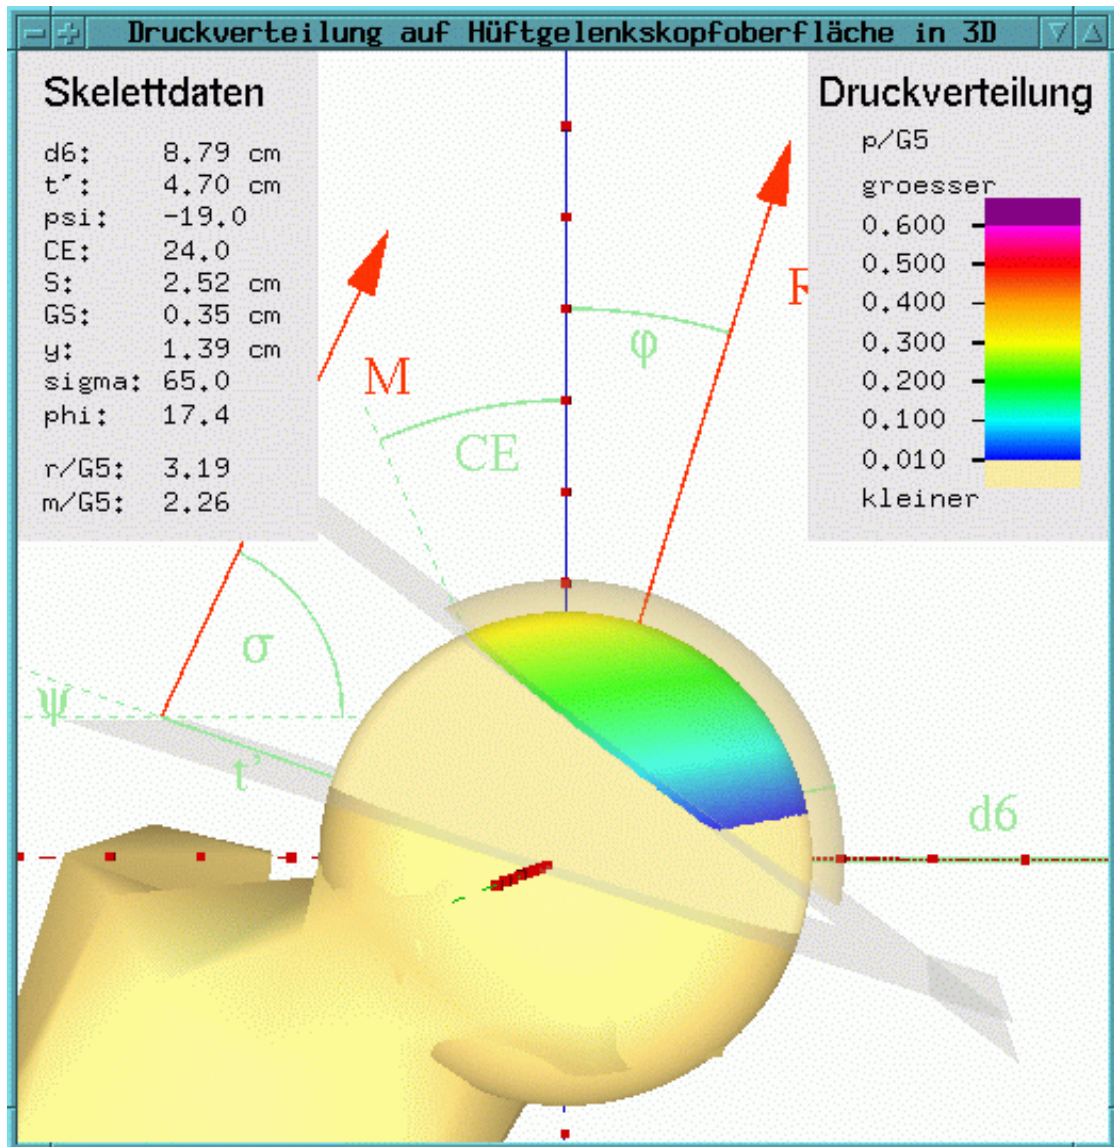 Druckverteilung auf Hüftgelenkskopfoberfläche in 3D
Skelettdaten
d6: 8.79 cm
t´: 4.70 cm
psi: -19.0
CE: 24.0
S: 2.52 cm
GS: 0.35 cm
y: 1.39 cm
sigma: 65.0
phi: 17.4
r/G5: 3.19
m/G5: 2.26
Druckverteilung
p/G5
groesser
0.600
0.500
0.400
0.300
0.200
0.100
0.010
kleiner
R
φ
M
CE
σ
ψ
t’
d6